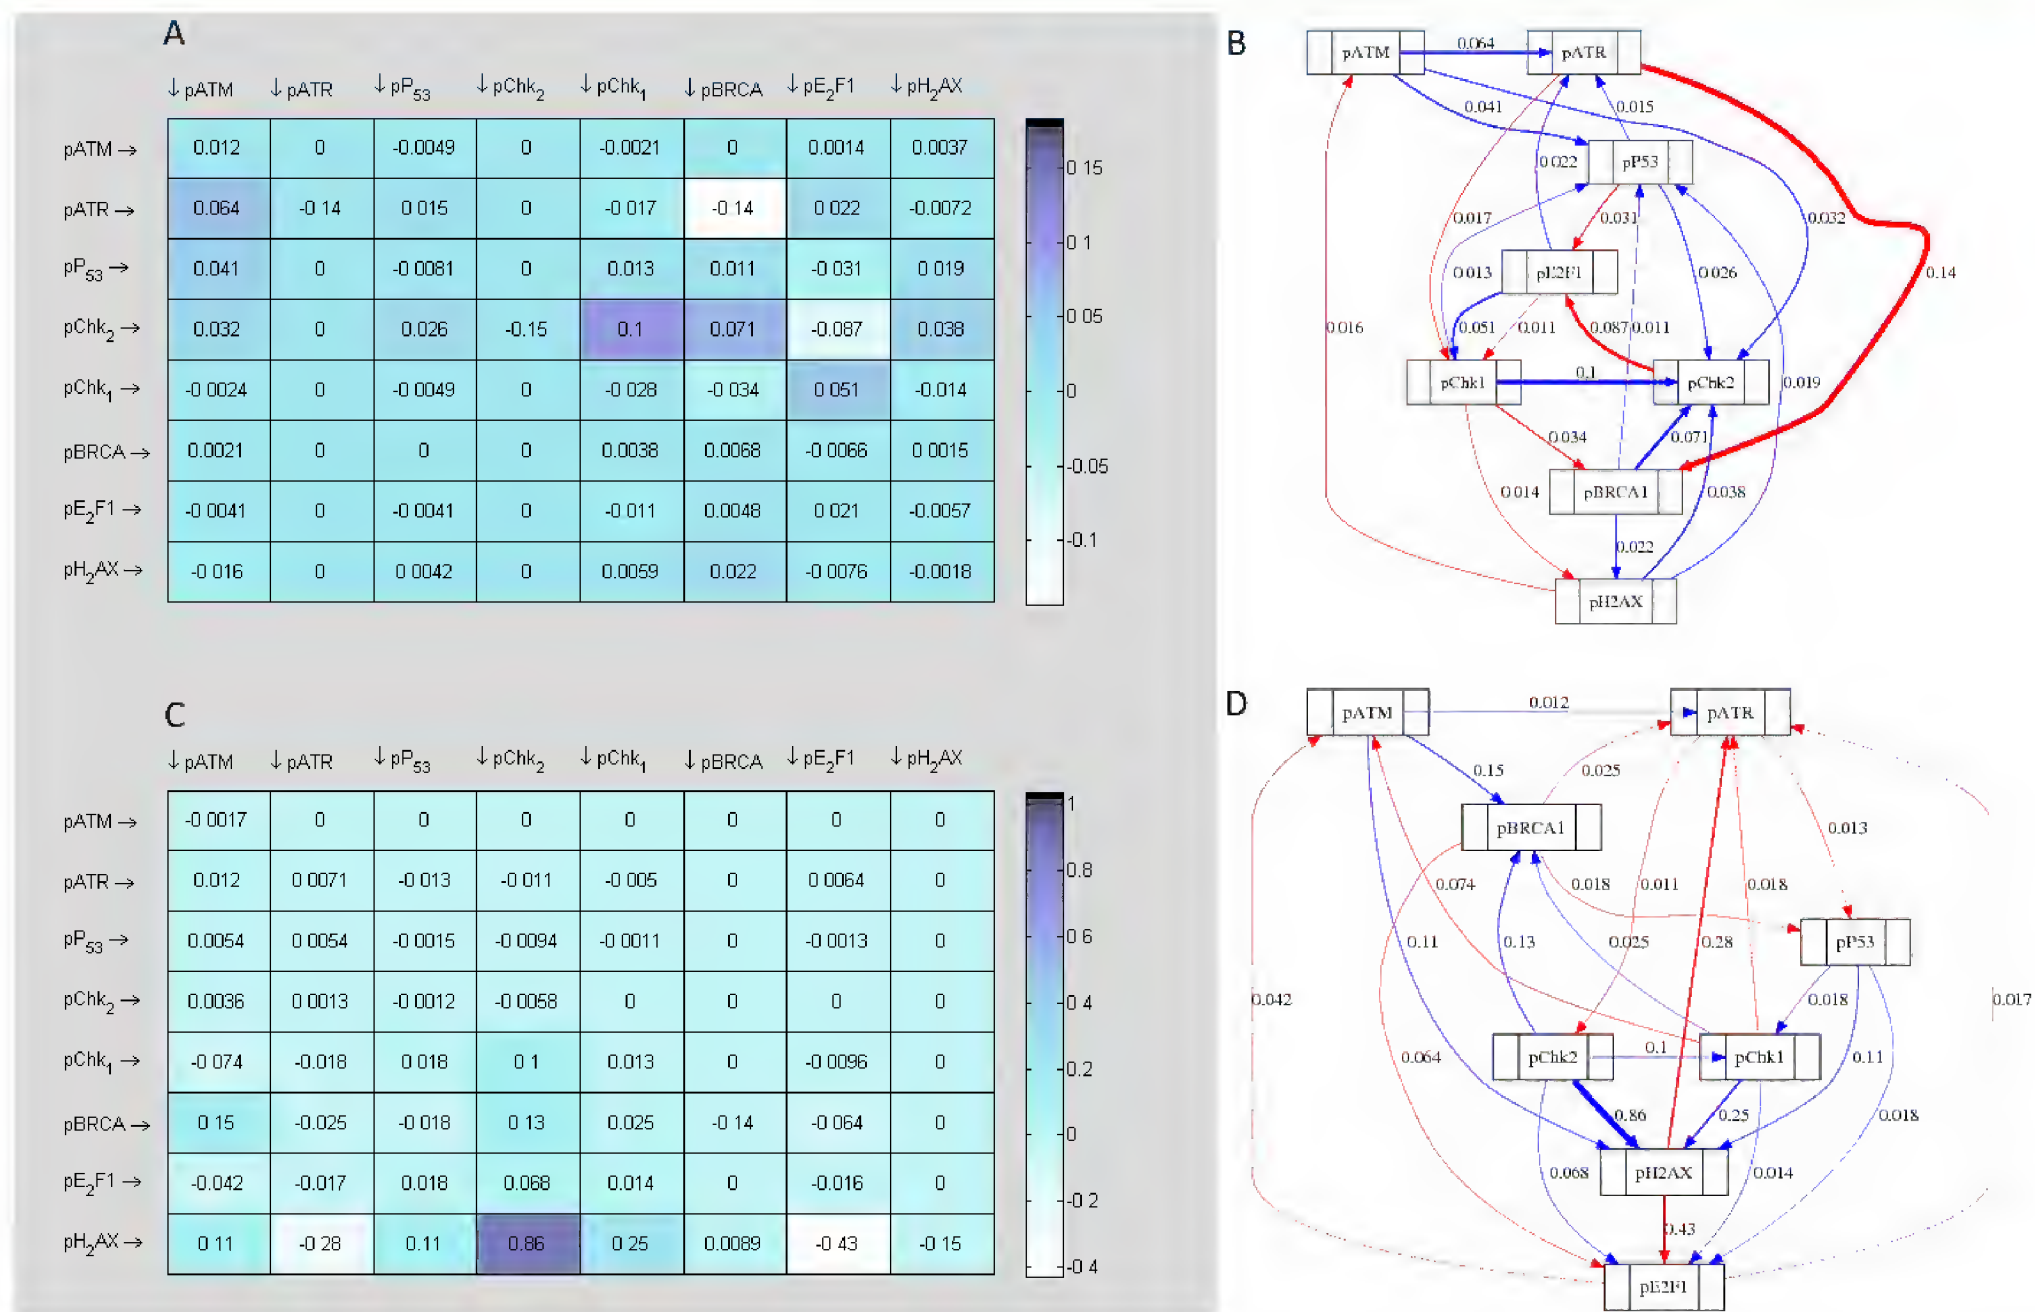 A
↓ pATM ↓ pATR ↓ pP53 ↓ pChk2 ↓ pChk1 ↓ pBRCA ↓ pE2F1 ↓ pH2AX
pATM → 0.012 0 -0.0049 0 -0.0021 0 0.0014 0.0037
pATR → 0.064 -0 14 0 015 0 -0 017 -0 14 0 022 -0.0072
pP53 → 0.041 0 -0 0081 0 0.013 0.011 -0 031 0 019
pChk2 → 0.032 0 0.026 -0.15 0.1 0.071 -0.087 0.038
pChk1 → -0 0024 0 -0.0049 0 -0 028 -0 034 0 051 -0.014
pBRCA → 0.0021 0 0 0 0.0038 0.0068 -0 0066 0 0015
pE2F1 → -0 0041 0 -0.0041 0 -0.011 0.0048 0 021 -0.0057
pH2AX → -0 016 0 0 0042 0 0.0059 0.022 -0 0076 -0.0018
0 15
0 1
0 05
0
-0.05
-0.1
B
pATM 0.064 pATR
0.041 0.015
0.022 pP53
0.017 0.031 0.032
0.013 pE2F1 0.026 0.14
0.016 0.051 0.011 0.087 0.011
pChk1 0.1 pChk2 0.019
0.034 0.071
0.014 pBRCA1 0.038
0.022
pH2AX
C
↓ pATM ↓ pATR ↓ pP53 ↓ pChk2 ↓ pChk1 ↓ pBRCA ↓ pE2F1 ↓ pH2AX
pATM → -0 0017 0 0 0 0 0 0 0
pATR → 0.012 0 0071 -0 013 -0 011 -0 005 0 0 0064 0
pP53 → 0.0054 0 0054 -0 0015 -0 0094 -0 0011 0 -0 0013 0
pChk2 → 0.0036 0 0013 -0 0012 -0 0058 0 0 0 0
pChk1 → -0 074 -0.018 0 018 0 1 0.013 0 -0 0096 0
pBRCA → 0 15 -0.025 -0 018 0 13 0.025 -0 14 -0 064 0
pE2F1 → -0.042 -0.017 0.018 0.068 0.014 0 -0.016 0
pH2AX → 0 11 -0 28 0.11 0.86 0 25 0.0089 -0 43 -0 15
1
0.8
0 6
0 4
0.2
0
-0 2
-0 4
D
pATM 0.012 pATR
0.15 0.025
pBRCA1 0.013
0.074 0.018 0.011 0.018
0.11 0.13 0.025 0.28 pP53
0.042 0.018 0.017
0.064 pChk2 0.1 pChk1 0.11
0.86 0.25 0.018
0.068 pH2AX 0.014
0.43
pE2F1